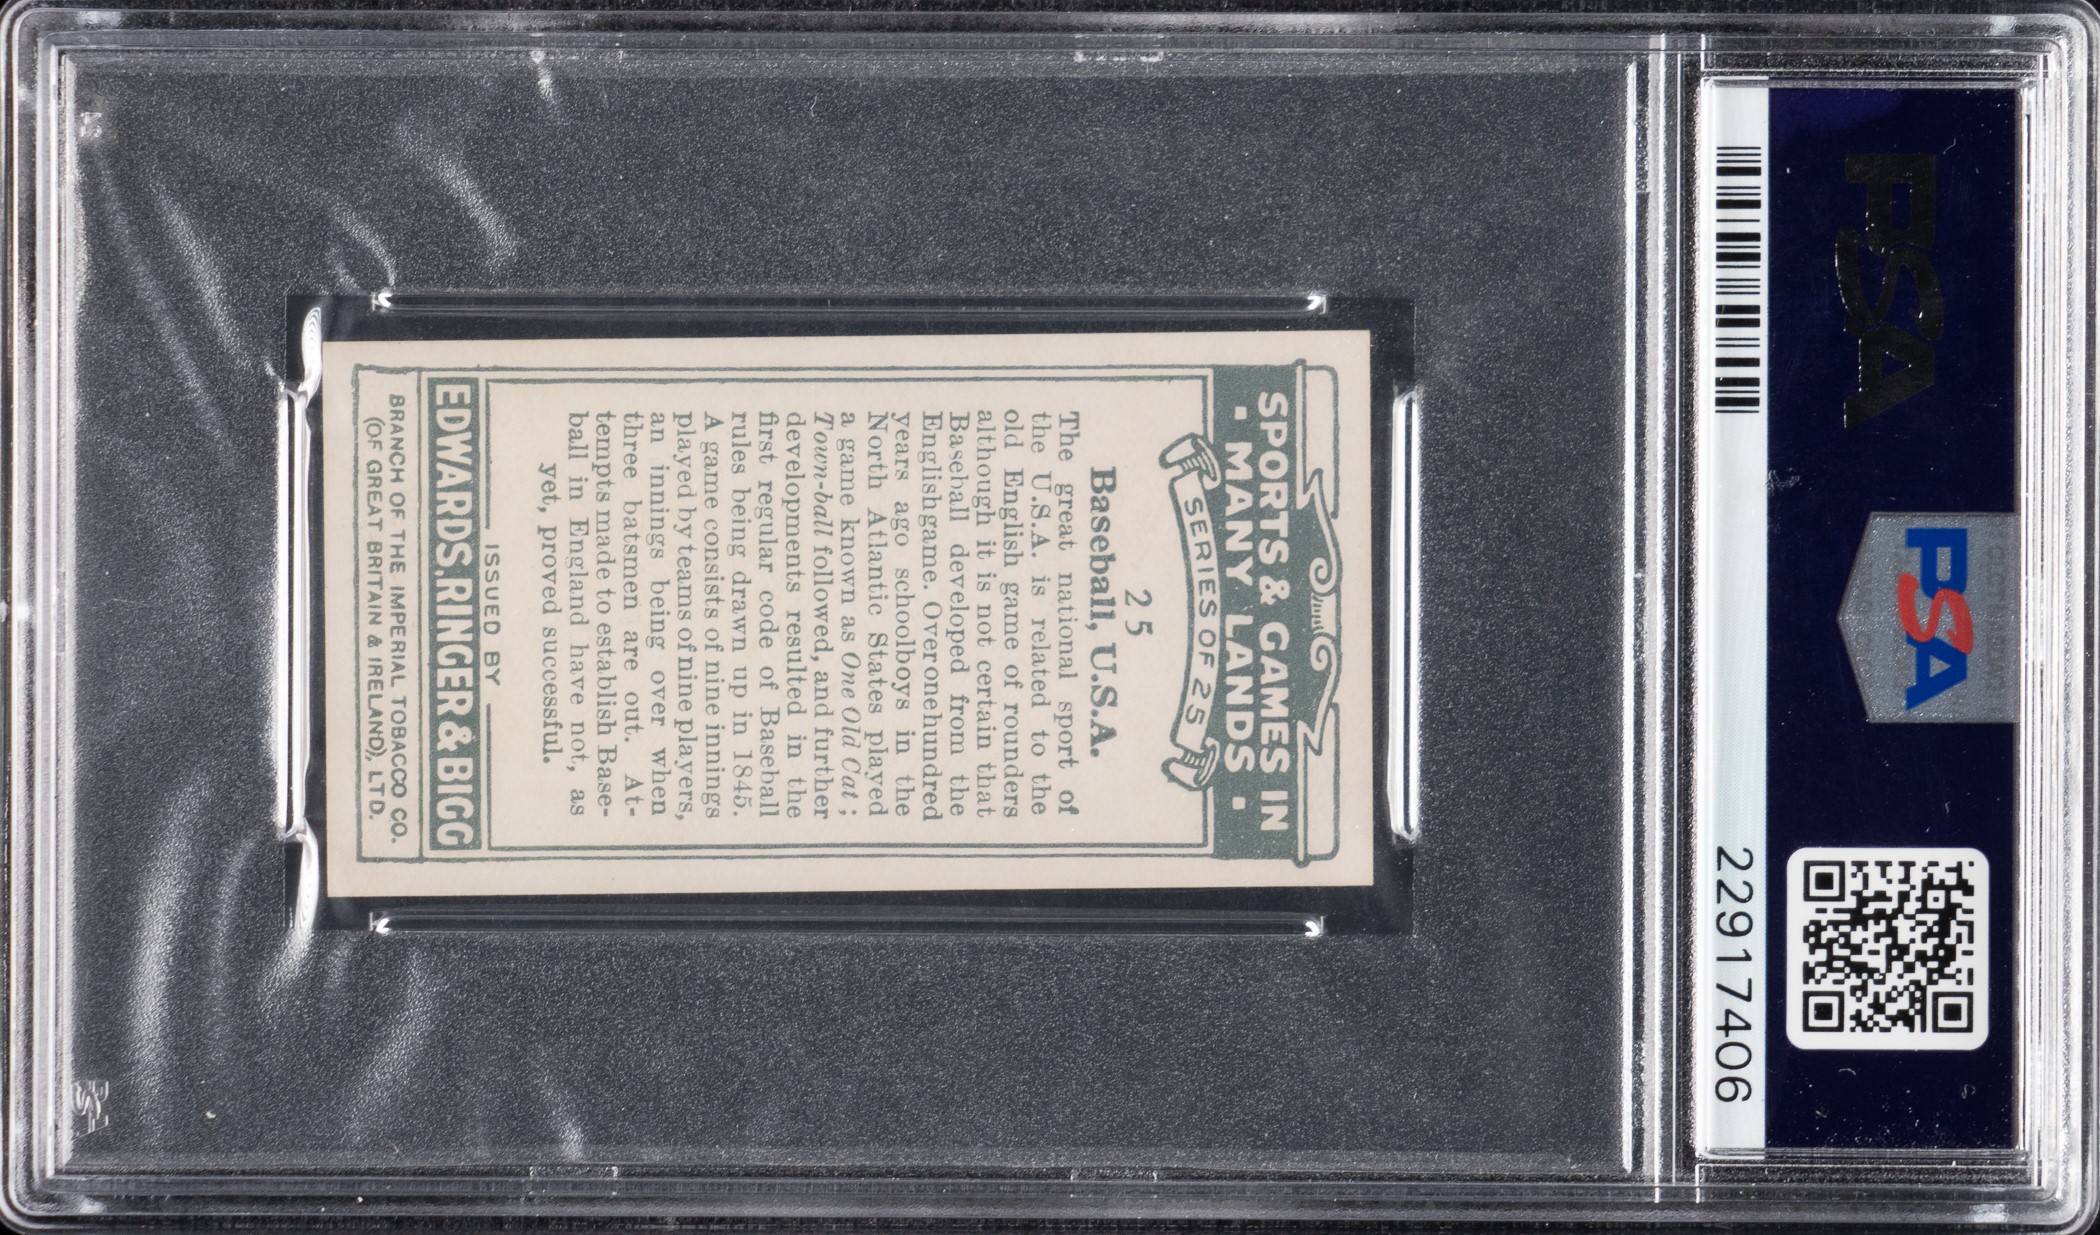 SPORTS & GAMES IN
· MANY LANDS ·
SERIES OF 25
25
Baseball, U.S.A.
The great national sport of
the U.S.A. is related to the
old English game of rounders
although it is not certain that
Baseball developed from the
English game. Over one hundred
years ago schoolboys in the
North Atlantic States played
a game known as One Old Cat;
Town-ball followed, and further
developments resulted in the
first regular code of Baseball
rules being drawn up in 1845.
A game consists of nine innings
played by teams of nine players,
an innings being over when
three batsmen are out. At-
tempts made to establish Base-
ball in England have not, as
yet, proved successful.
ISSUED BY
EDWARDS, RINGER & BIGG
BRANCH OF THE IMPERIAL TOBACCO CO.
(OF GREAT BRITAIN & IRELAND), LTD.
PSA
PSA
22917406